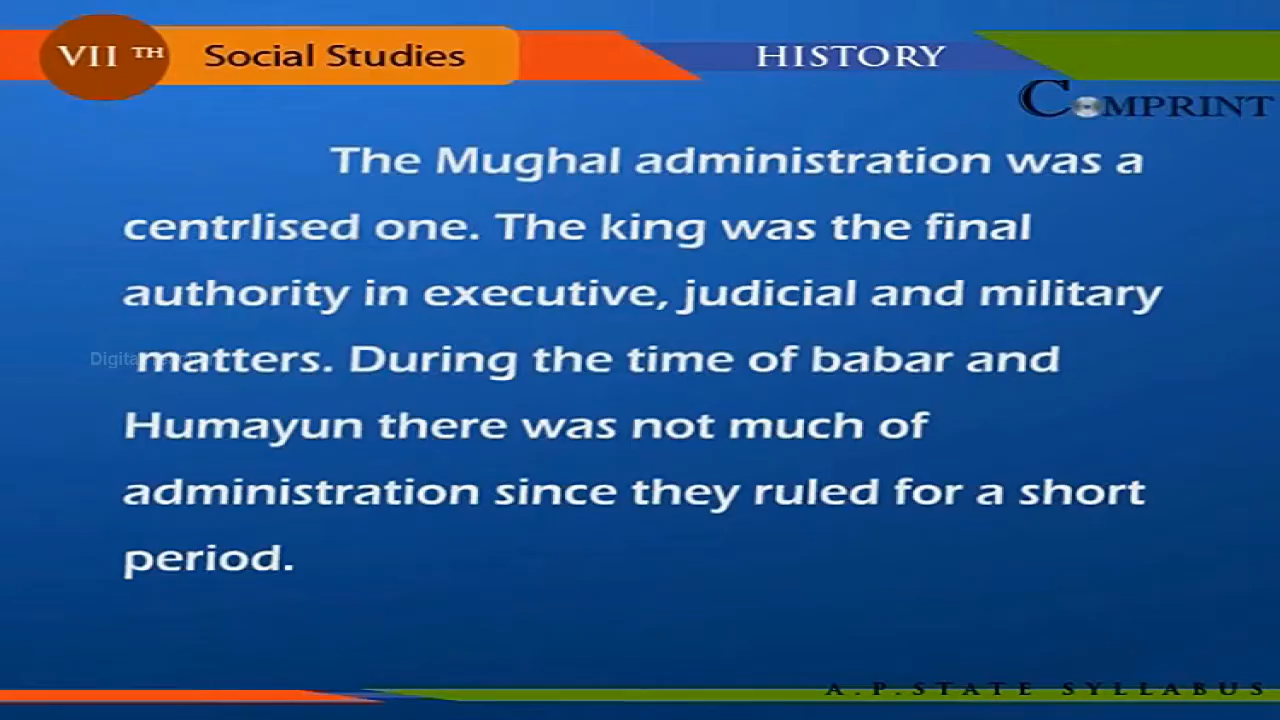 VII TH Social Studies HISTORY
COMPRINT
The Mughal administration was a
centrlised one. The king was the final
authority in executive, judicial and military
matters. During the time of babar and
Humayun there was not much of
administration since they ruled for a short
period.
A.P.STATE SYLLABUS